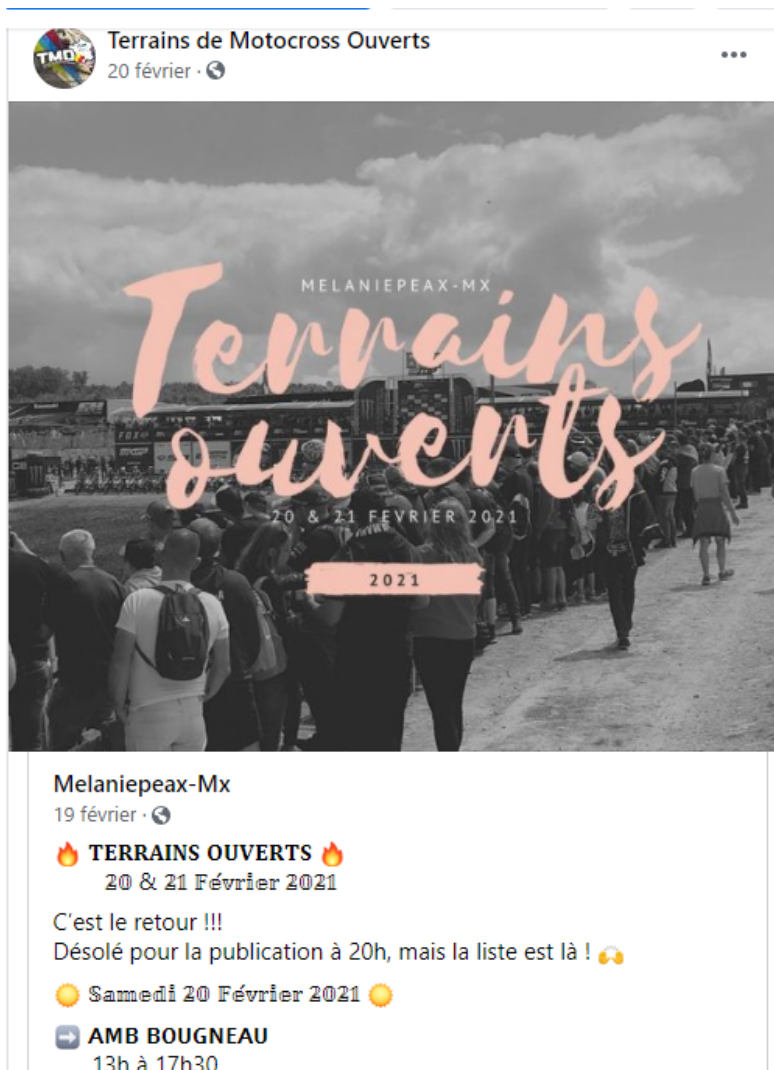 Terrains de Motocross Ouverts
TMO
20 février ·
MELANIEPEAX-MX
Terrains
ouverts
FOX
20 & 21 FEVRIER 2021
2021
Melaniepeax-Mx
19 février ·
🔥 TERRAINS OUVERTS 🔥
20 & 21 Février 2021
C'est le retour !!!
Désolé pour la publication à 20h, mais la liste est là ! 🙌
☀️ Samedi 20 Février 2021 ☀️
➡️ AMB BOUGNEAU
13h à 17h30